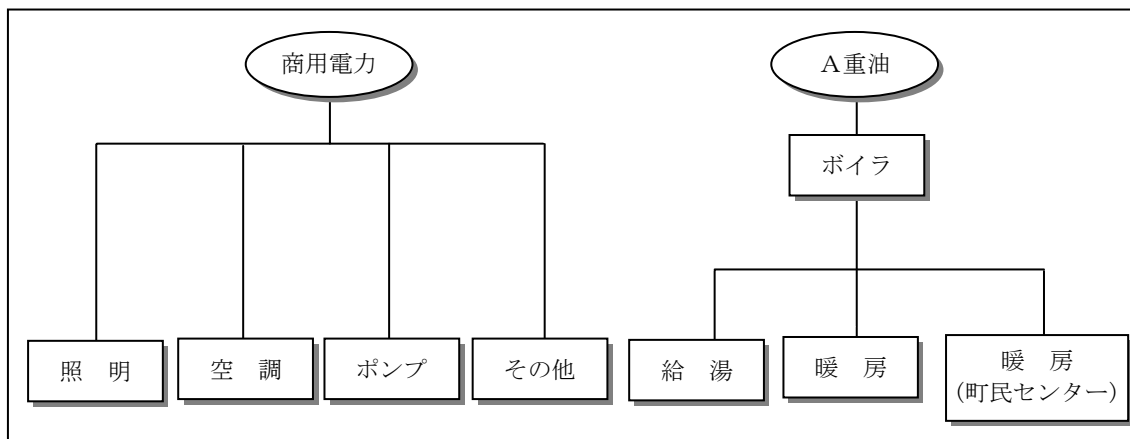 商用電力
A重油
ボイラ
照　明
空　調
ポンプ
その他
給　湯
暖　房
暖　房
(町民センター)